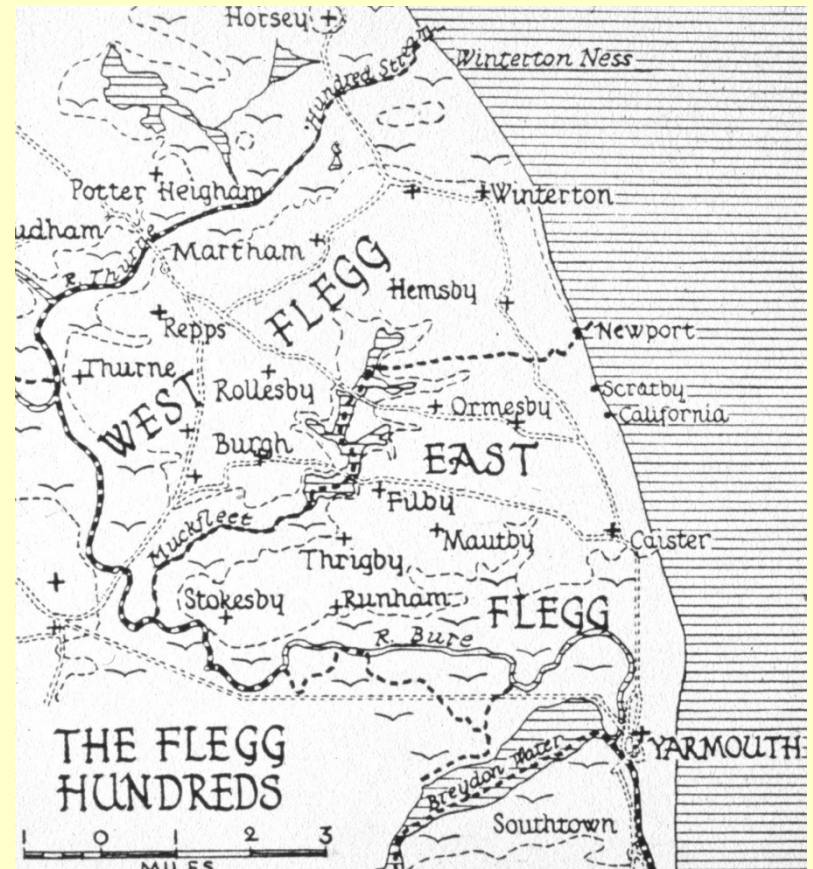 Horsey
Hundred Stream
Winterton Ness
Potter Heigham
Winterton
udham
Martham
R. Thurne
FLEGG
Hemsby
Repps
Newport
Thurne
Rollesby
Scratby
WEST
Ormesby
California
Burgh
EAST
Filby
Muckfleet
Mautby
Caister
Thrigby
Stokesby
Runham
FLEGG
R. Bure
THE FLEGG
HUNDREDS
YARMOUTH
Breydon Water
Southtown
0 2 3
MILES